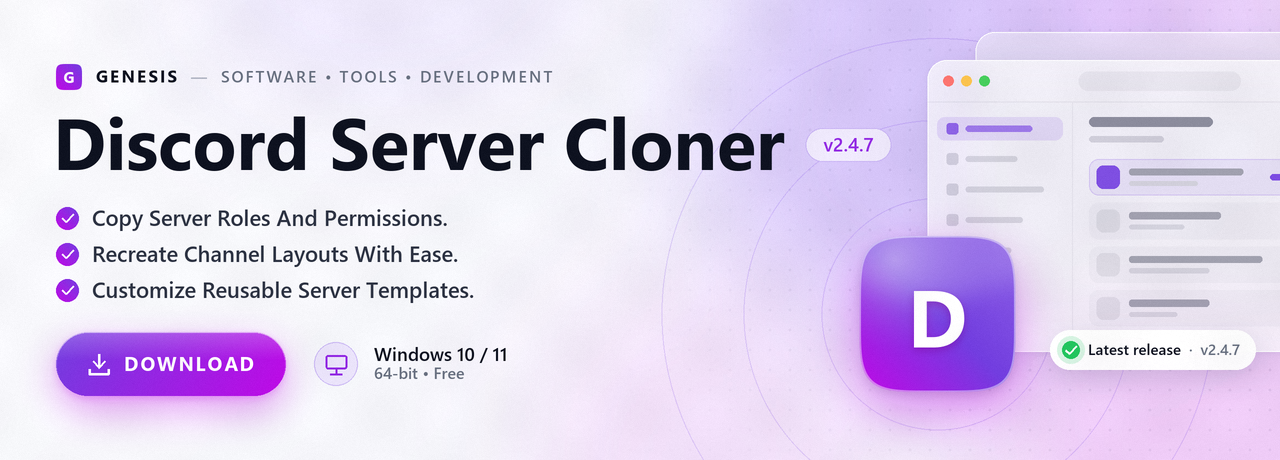 G GENESIS — SOFTWARE • TOOLS • DEVELOPMENT
Discord Server Cloner v2.4.7
Copy Server Roles And Permissions.
Recreate Channel Layouts With Ease.
Customize Reusable Server Templates.
DOWNLOAD
Windows 10 / 11
64-bit • Free
D
Latest release · v2.4.7